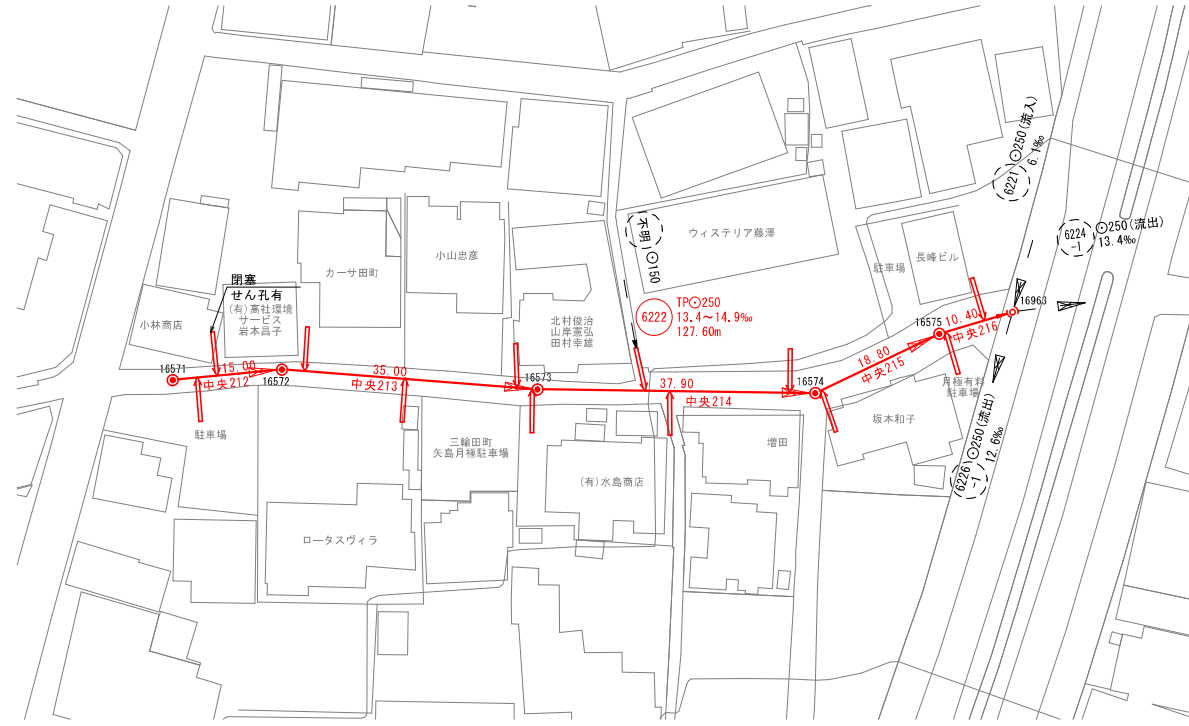 6221
⊙250(流入)
6.1‰
6224
-1
⊙250(流出)
13.4‰
不明1
⊙150
ウィステリア藤澤
長峰ビル
駐車場
小山忠彦
カーサ田町
閉塞
せん孔有
(有)高社環境
サービス
岩本昌子
小林商店
6222
TP⊙250
13.4～14.9‰
127.60m
北村俊治
山岸憲弘
田村幸雄
16963
16575
10.40
中央216
18.80
中央215
16571
15.00
中央212
16572
35.00
中央213
16573
37.90
中央214
16574
月極有料
駐車場
坂本和子
6226
-1
⊙250(流出)
12.6‰
駐車場
三輪田町
矢島月極駐車場
増田
(有)水島商店
ロータスヴィラ